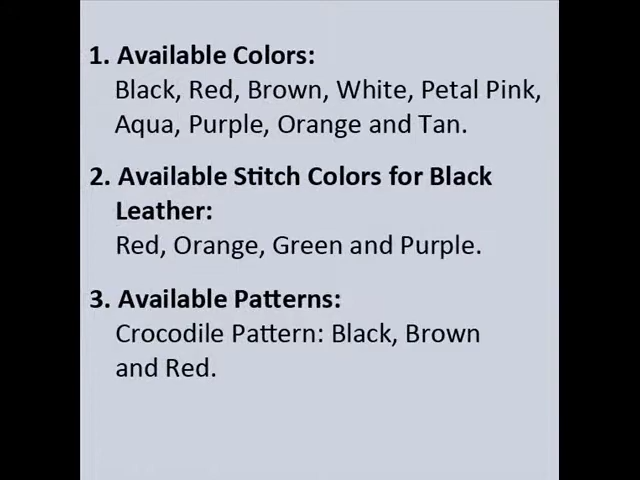 1. Available Colors:
Black, Red, Brown, White, Petal Pink,
Aqua, Purple, Orange and Tan.
2. Available Stitch Colors for Black
Leather:
Red, Orange, Green and Purple.
3. Available Patterns:
Crocodile Pattern: Black, Brown
and Red.